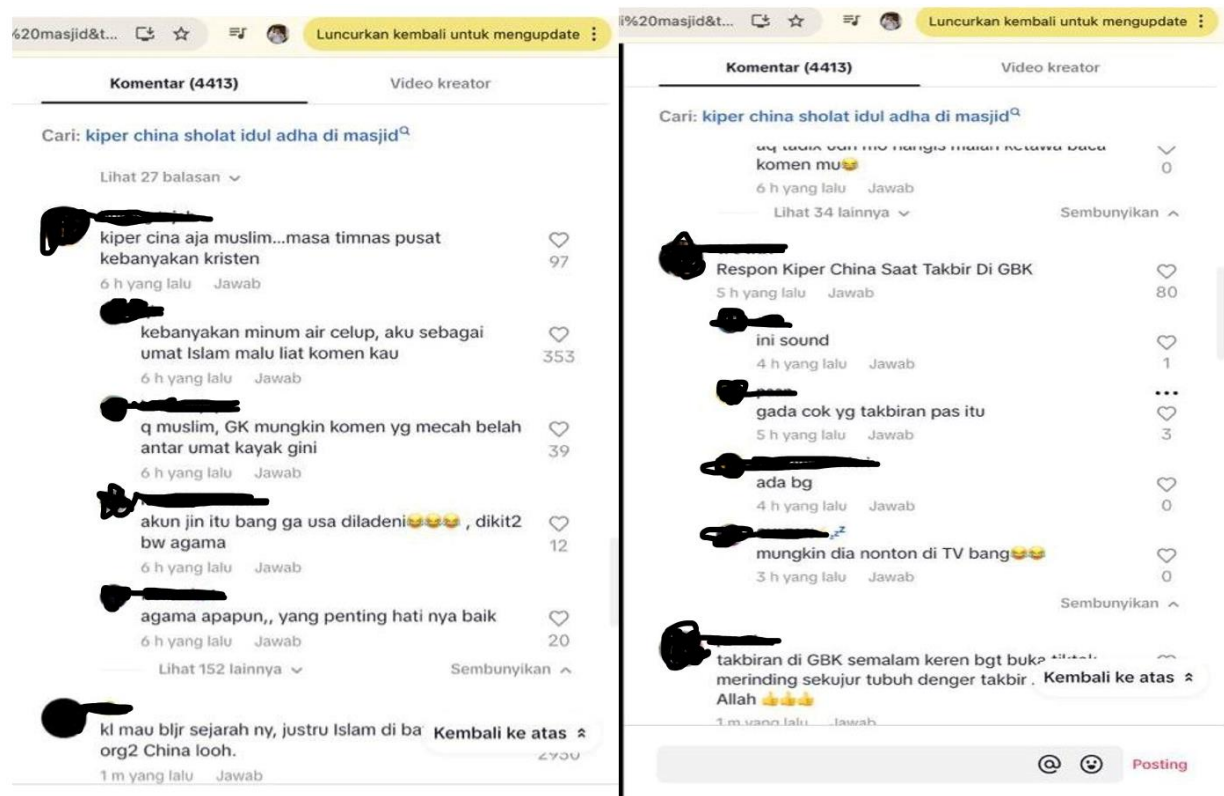 %20masjid&t...
Luncurkan kembali untuk mengupdate
Komentar (4413)
Video kreator
Cari: kiper china sholat idul adha di masjid
Lihat 27 balasan
kiper cina aja muslim...masa timnas pusat
kebanyakan kristen
97
6 h yang lalu Jawab
kebanyakan minum air celup, aku sebagai
umat Islam malu liat komen kau
353
6 h yang lalu Jawab
q muslim, GK mungkin komen yg mecah belah
antar umat kayak gini
39
6 h yang lalu Jawab
akun jin itu bang ga usa diladeni😂😂😂 , dikit2
bw agama
12
6 h yang lalu Jawab
agama apapun,, yang penting hati nya baik
20
6 h yang lalu Jawab
Lihat 152 lainnya
Sembunyikan
kl mau bljr sejarah ny, justru Islam di
Kembali ke atas
org2 China looh.
1 m yang lalu Jawab
i%20masjid&t...
Luncurkan kembali untuk mengupdate
Komentar (4413)
Video kreator
Cari: kiper china sholat idul adha di masjid
komen mu😂
0
6 h yang lalu Jawab
Lihat 34 lainnya
Sembunyikan
Respon Kiper China Saat Takbir Di GBK
80
5 h yang lalu Jawab
ini sound
1
4 h yang lalu Jawab
gada cok yg takbiran pas itu
3
5 h yang lalu Jawab
ada bg
0
4 h yang lalu Jawab
💤
mungkin dia nonton di TV bang😂😂
0
3 h yang lalu Jawab
Sembunyikan
takbiran di GBK semalam keren bgt buka tiktok
merinding sekujur tubuh denger takbir .
Kembali ke atas
Allah 👍👍👍
1 m yang lalu Jawab
Posting